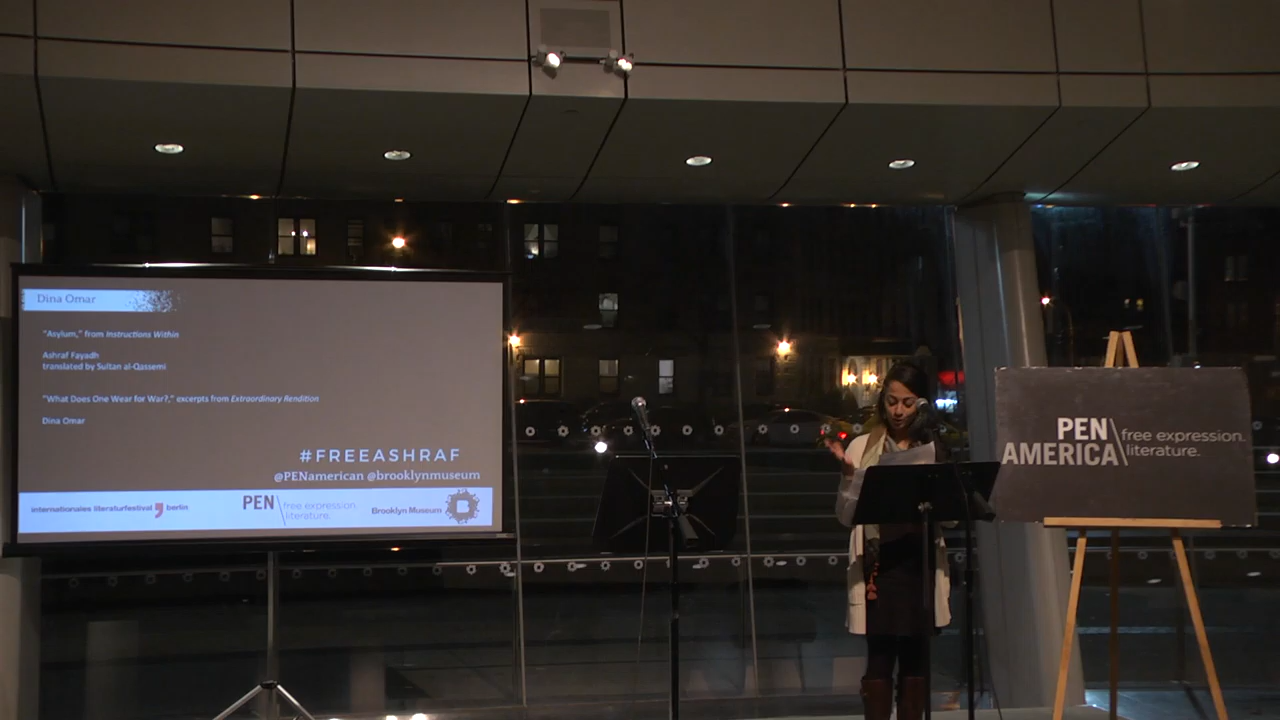 Dina Omar
"Asylum," from Instructions Within
Ashraf Fayadh
translated by Sultan al-Qassemi
"What Does One Wear for War?," excerpts from Extraordinary Rendition
Dina Omar
#FREEASHRAF
@PENamerican @brooklynmuseum
internationales literaturfestival berlin
PEN free expression.
literature.
Brooklyn Museum
PEN
AMERICA
free expression.
literature.